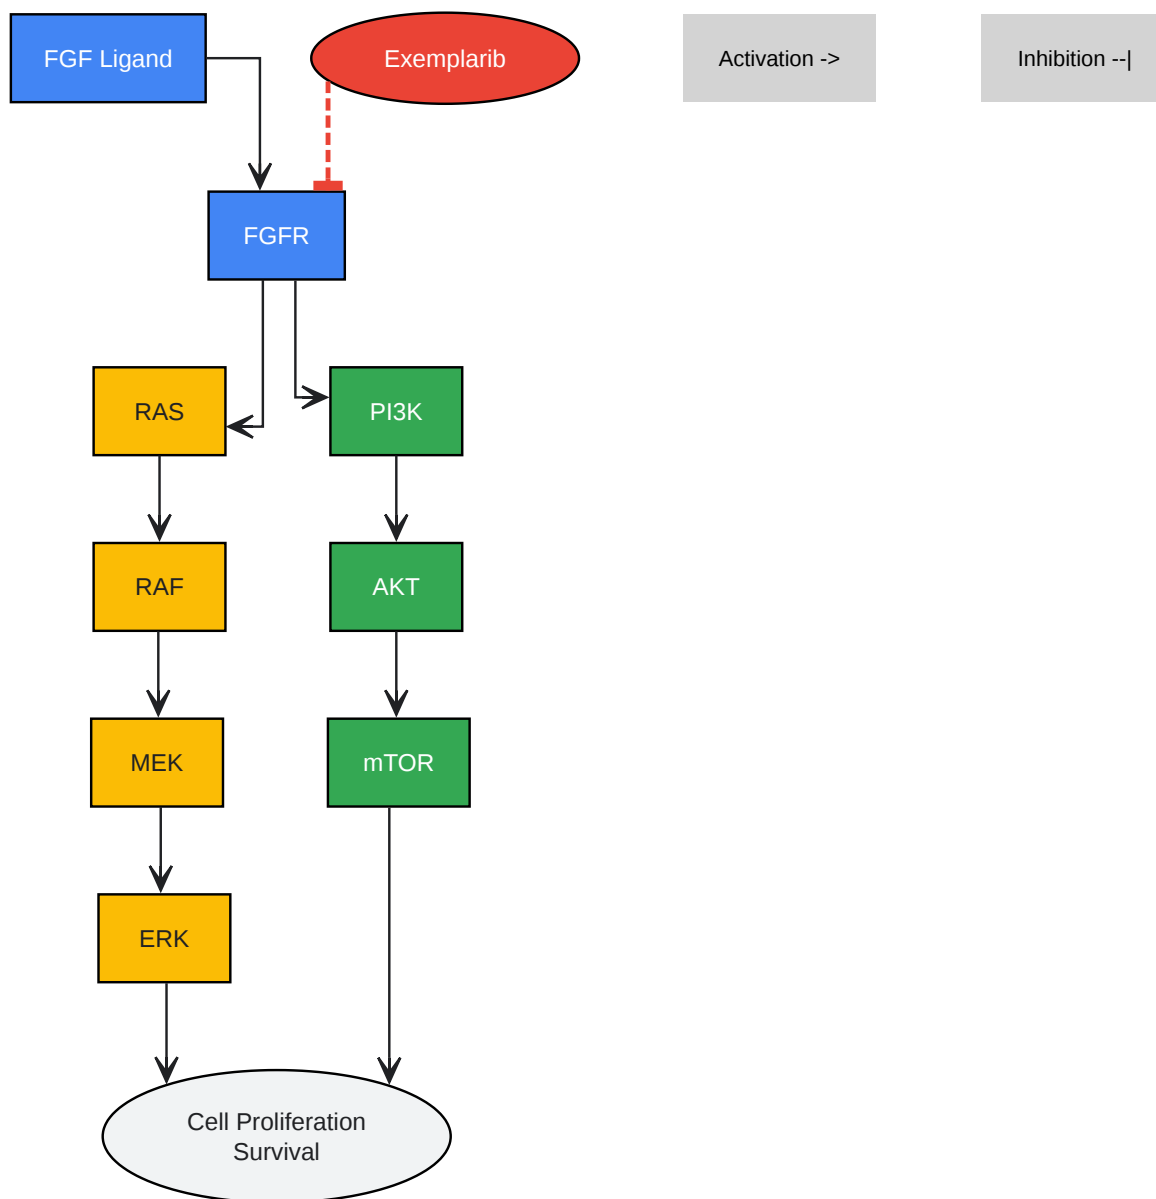 FGF Ligand
Exemplarib
Activation ->
Inhibition --|
FGFR
RAS
PI3K
RAF
AKT
MEK
mTOR
ERK
Cell Proliferation
Survival